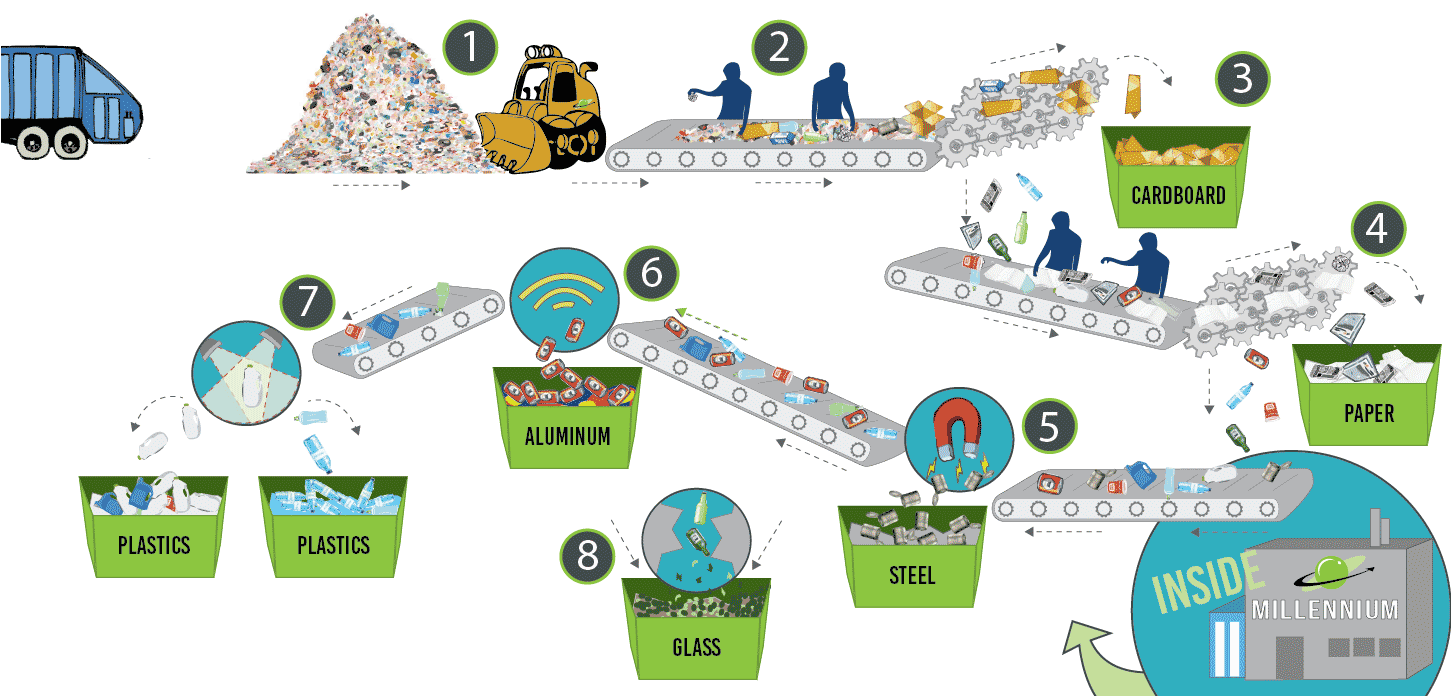 1
2
3
CARDBOARD
4
PAPER
5
STEEL
6
ALUMINUM
7
PLASTICS
PLASTICS
8
GLASS
INSIDE
MILLENNIUM